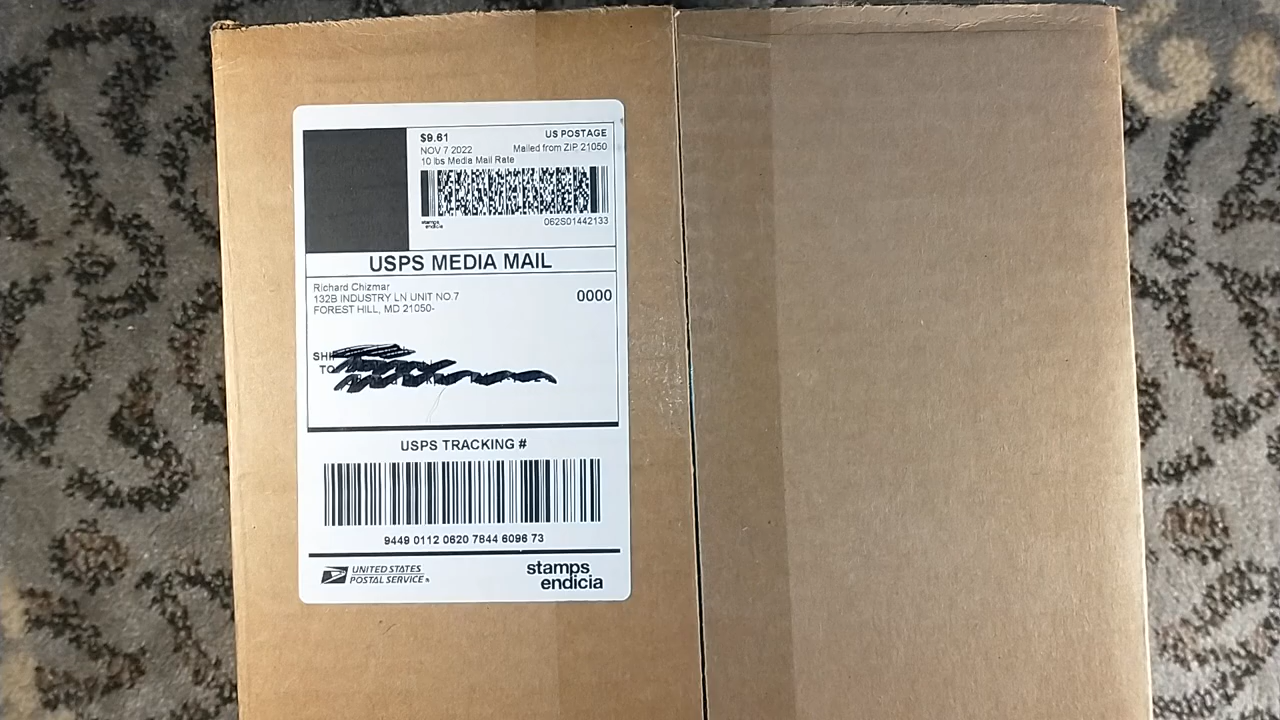 $9.61 US POSTAGE
NOV 7 2022 Mailed from ZIP 21050
10 lbs Media Mail Rate
stamps
endicia
062S01442133
USPS MEDIA MAIL
Richard Chizmar
132B INDUSTRY LN UNIT NO.7 0000
FOREST HILL, MD 21050-
SHIP
TO
USPS TRACKING #
9449 0112 0620 7844 6096 73
UNITED STATES
POSTAL SERVICE®
stamps
endicia